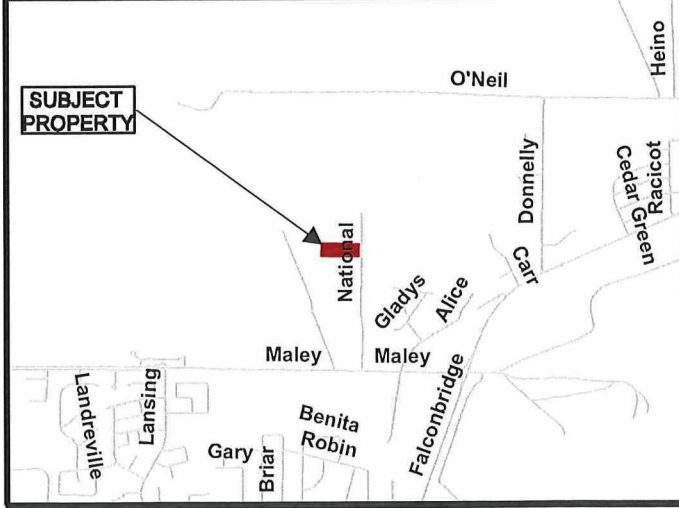 Heino
O'Neil
SUBJECT
PROPERTY
Donnelly
Cedar Green
Racicot
National
Carr
Gladys
Alice
Maley
Maley
Falconbridge
Landreville
Lansing
Benita
Robin
Gary
Briar